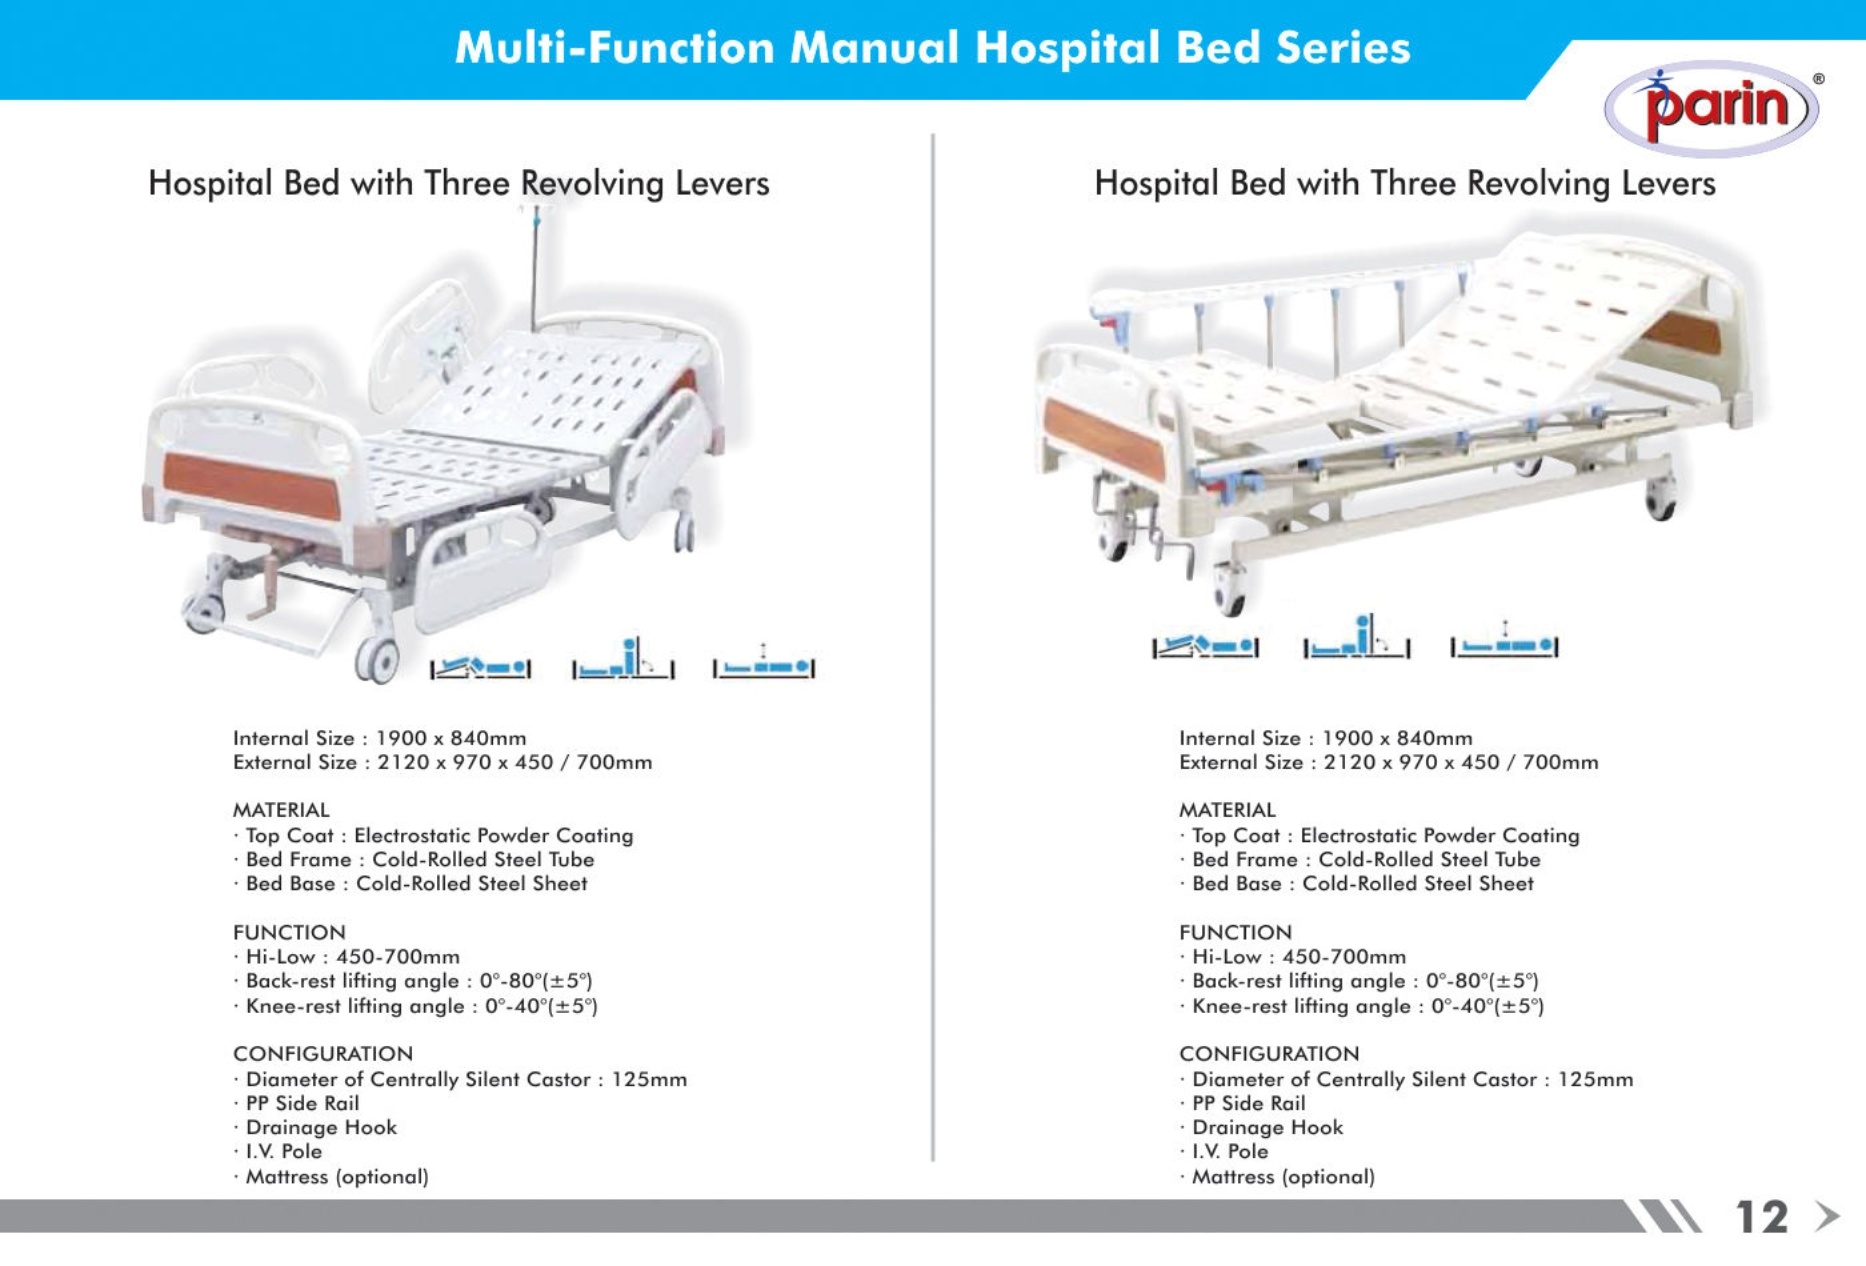 Multi-Function Manual Hospital Bed Series
parin®
Hospital Bed with Three Revolving Levers
Internal Size : 1900 x 840mm
External Size : 2120 x 970 x 450 / 700mm
MATERIAL
· Top Coat : Electrostatic Powder Coating
· Bed Frame : Cold-Rolled Steel Tube
· Bed Base : Cold-Rolled Steel Sheet
FUNCTION
· Hi-Low : 450-700mm
· Back-rest lifting angle : 0°-80°(±5°)
· Knee-rest lifting angle : 0°-40°(±5°)
CONFIGURATION
· Diameter of Centrally Silent Castor : 125mm
· PP Side Rail
· Drainage Hook
· I.V. Pole
· Mattress (optional)
Hospital Bed with Three Revolving Levers
Internal Size : 1900 x 840mm
External Size : 2120 x 970 x 450 / 700mm
MATERIAL
· Top Coat : Electrostatic Powder Coating
· Bed Frame : Cold-Rolled Steel Tube
· Bed Base : Cold-Rolled Steel Sheet
FUNCTION
· Hi-Low : 450-700mm
· Back-rest lifting angle : 0°-80°(±5°)
· Knee-rest lifting angle : 0°-40°(±5°)
CONFIGURATION
· Diameter of Centrally Silent Castor : 125mm
· PP Side Rail
· Drainage Hook
· I.V. Pole
· Mattress (optional)
12